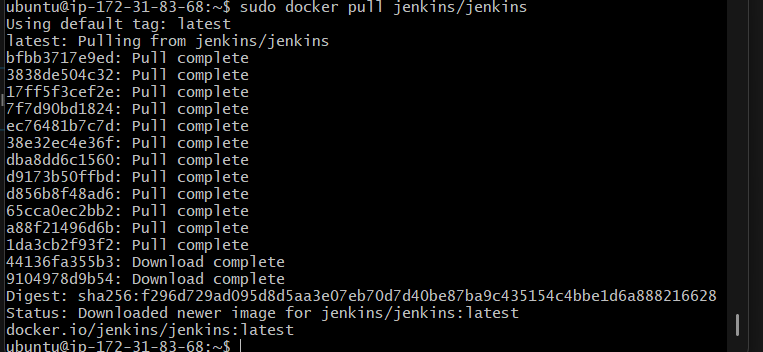 ubuntu@ip-172-31-83-68:~$ sudo docker pull jenkins/jenkins
Using default tag: latest
latest: Pulling from jenkins/jenkins
bfbb3717e9ed: Pull complete
3838de504c32: Pull complete
17ff5f3cef2e: Pull complete
7f7d90bd1824: Pull complete
ec76481b7c7d: Pull complete
38e32ec4e36f: Pull complete
dba8dd6c1560: Pull complete
d9173b50ffbd: Pull complete
d856b8f48ad6: Pull complete
65cca0ec2bb2: Pull complete
a88f21496d6b: Pull complete
1da3cb2f93f2: Pull complete
44136fa355b3: Download complete
9104978d9b54: Download complete
Digest: sha256:f296d729ad095d8d5aa3e07eb70d7d40be87ba9c435154c4bbe1d6a888216628
Status: Downloaded newer image for jenkins/jenkins:latest
docker.io/jenkins/jenkins:latest
ubuntu@ip-172-31-83-68:~$